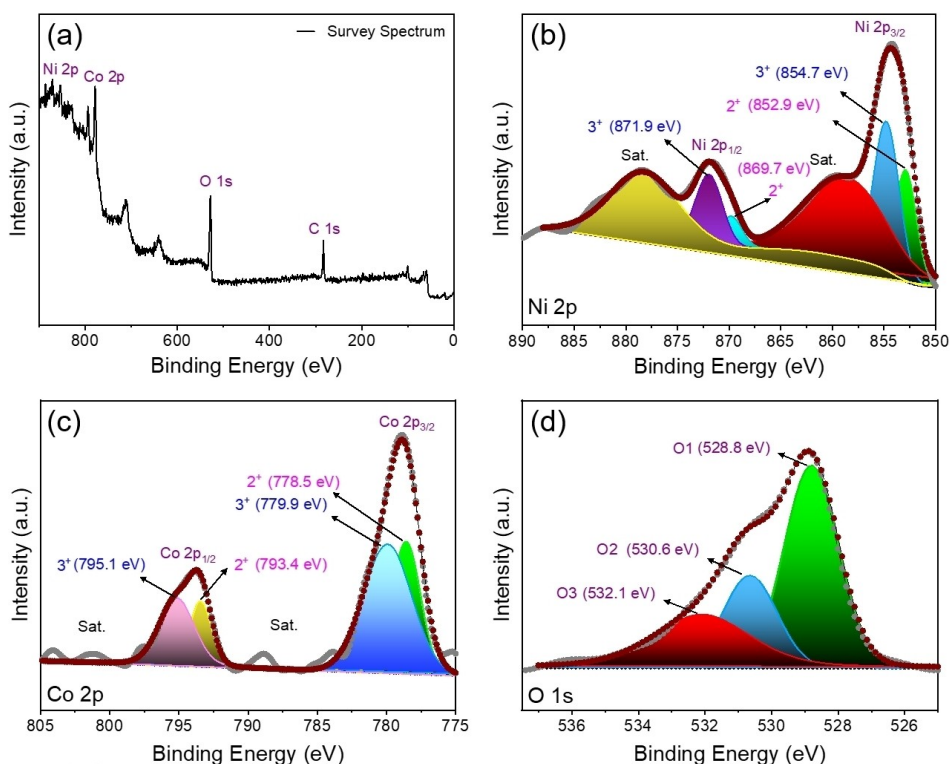 (a)
Survey Spectrum
Ni 2p
Co 2p
O 1s
C 1s
Intensity (a.u.)
800 600 400 200 0
Binding Energy (eV)
(b)
Ni 2p3/2
3+ (854.7 eV)
2+ (852.9 eV)
3+ (871.9 eV)
Ni 2p1/2
Sat.
(869.7 eV)
2+
Sat.
Ni 2p
Intensity (a.u.)
890 885 880 875 870 865 860 855 850
Binding Energy (eV)
(c)
Co 2p3/2
2+ (778.5 eV)
3+ (779.9 eV)
Co 2p1/2
3+ (795.1 eV)
2+ (793.4 eV)
Sat.
Sat.
Co 2p
Intensity (a.u.)
805 800 795 790 785 780 775
Binding Energy (eV)
(d)
O1 (528.8 eV)
O2 (530.6 eV)
O3 (532.1 eV)
O 1s
Intensity (a.u.)
536 534 532 530 528 526
Binding Energy (eV)